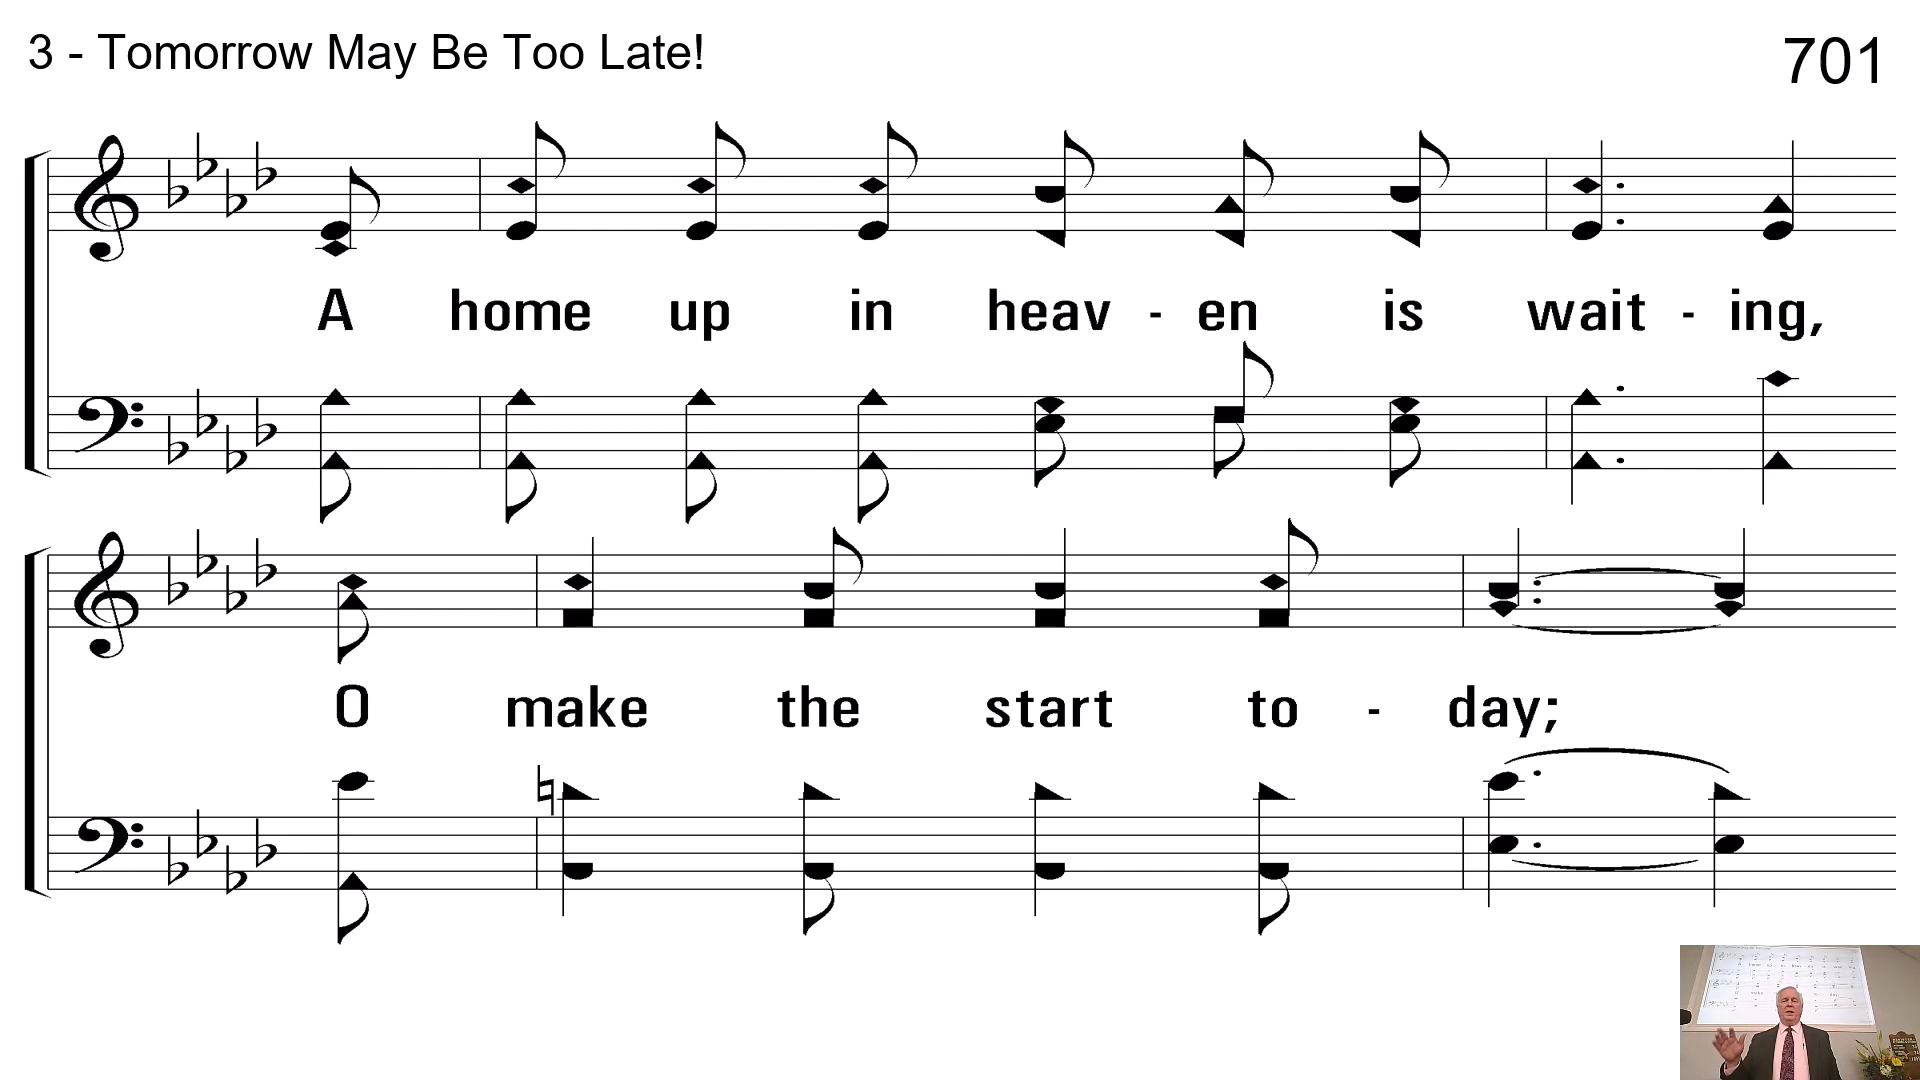 3 - Tomorrow May Be Too Late!
701
A home up in heav - en is wait - ing,
O make the start to - day;